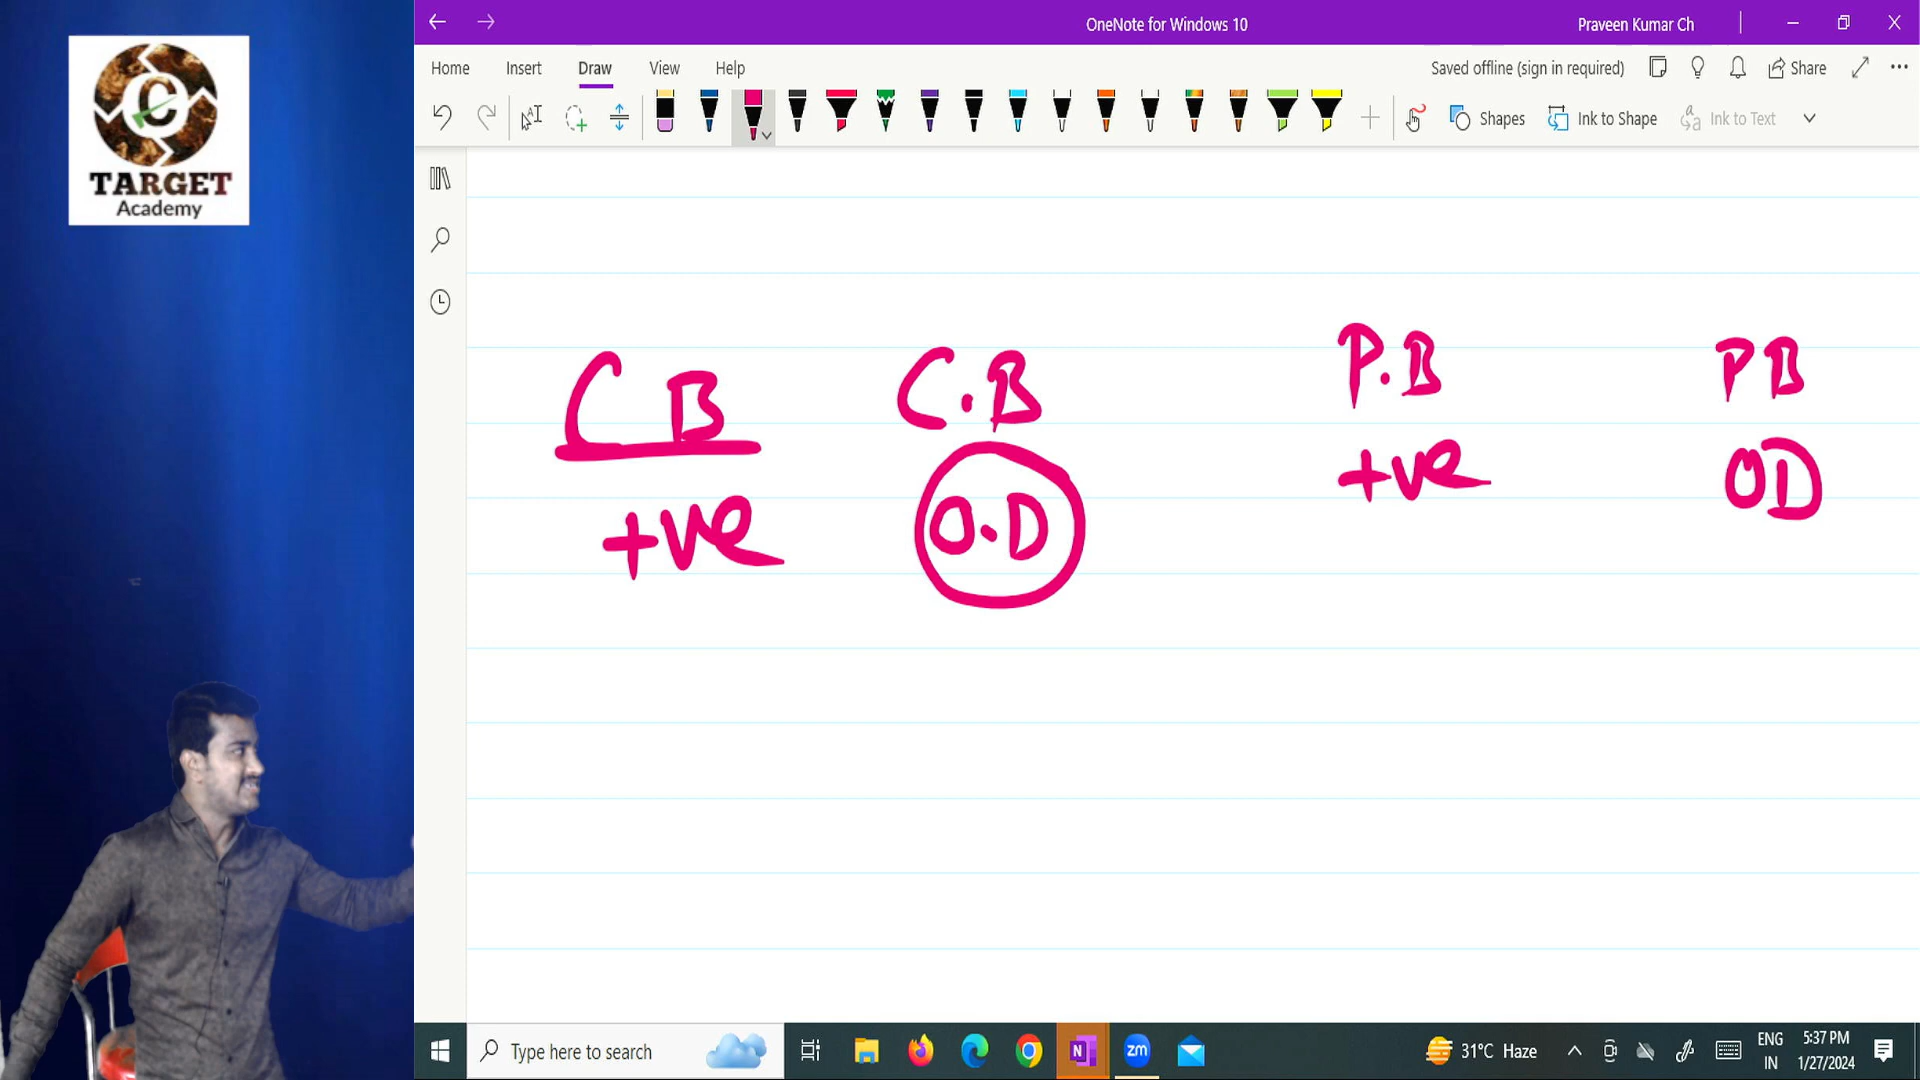 TARGET
Academy
OneNote for Windows 10
Praveen Kumar Ch
Home Insert Draw View Help
Saved offline (sign in required)
Share
Shapes
Ink to Shape
Ink to Text
C B
C.B
P.B
P B
+ve
O.D
+ve
OD
Type here to search
N
zm
31°C Haze
ENG
IN
5:37 PM
1/27/2024